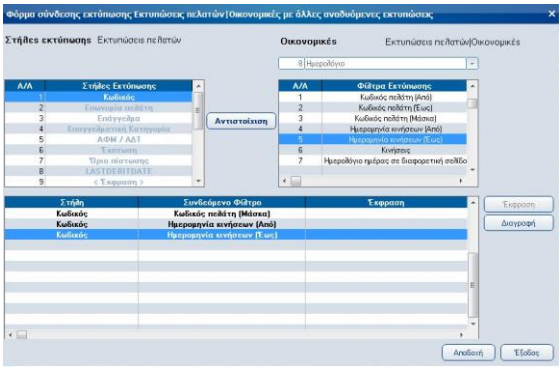 Φόρμα σύνδεσης εκτύπωσης Εκτυπώσεις πελατών|Οικονομικές με άλλες αναδυόμενες εκτυπώσεις
Στήλες εκτύπωσης Εκτυπώσεις πελατών
Οικονομικές Εκτυπώσεις πελατών|Οικονομικές
8 Ημερολόγιο
Α/Α Στήλες Εκτύπωσης
1 Κωδικός
2 Επωνυμία πελάτη
3 Επάγγελμα
4 Επαγγελματική Κατηγορία
5 ΑΦΜ / ΑΔΤ
6 Έκπτωση
7 Όριο πίστωσης
8 LASTDEBITDATE
9 < Έκφραση >
Αντιστοίχιση
Α/Α Φίλτρα Εκτύπωσης
1 Κωδικός πελάτη (Από)
2 Κωδικός πελάτη (Έως)
3 Κωδικός πελάτη (Μάσκα)
4 Ημερομηνία κινήσεων (Από)
5 Ημερομηνία κινήσεων (Έως)
6 Κινήσεις
7 Ημερολόγιο ημέρας σε διαφορετική σελίδα
Στήλη Συνδεόμενο Φίλτρο Έκφραση
Κωδικός Κωδικός πελάτη (Μάσκα)
Κωδικός Ημερομηνία κινήσεων (Από)
Κωδικός Ημερομηνία κινήσεων (Έως)
Έκφραση
Διαγραφή
Αποδοχή Έξοδος